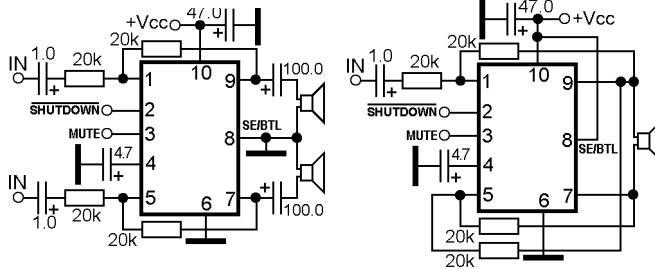 47.0
+Vcc
20k
IN
1.0
+
20k
+
+
100.0
10
1
9
SHUTDOWN
2
MUTE
3
SE/BTL
8
4.7
4
+
IN
5
7
6
+
1.0
20k
20k
+
100.0
47.0
+Vcc
+
20k
IN
1.0
+
20k
10
1
9
SHUTDOWN
2
MUTE
3
8
SE/BTL
4.7
4
+
5
7
6
20k
20k